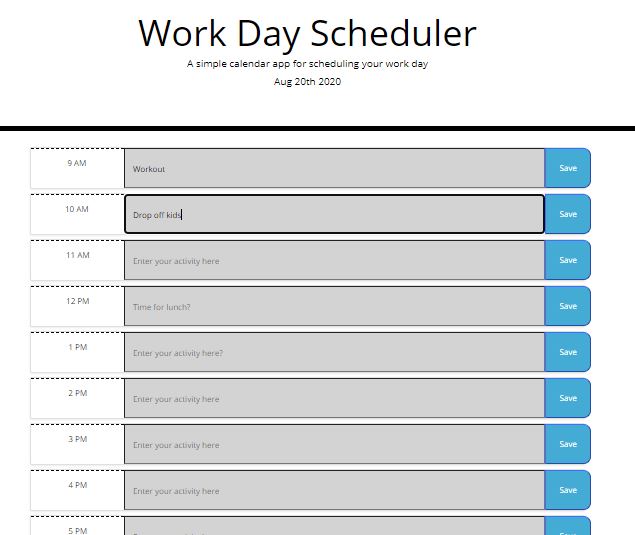 Work Day Scheduler
A simple calendar app for scheduling your work day
Aug 20th 2020
9 AM Workout Save
10 AM Drop off kids Save
11 AM Enter your activity here Save
12 PM Time for lunch? Save
1 PM Enter your activity here? Save
2 PM Enter your activity here Save
3 PM Enter your activity here Save
4 PM Enter your activity here Save
5 PM